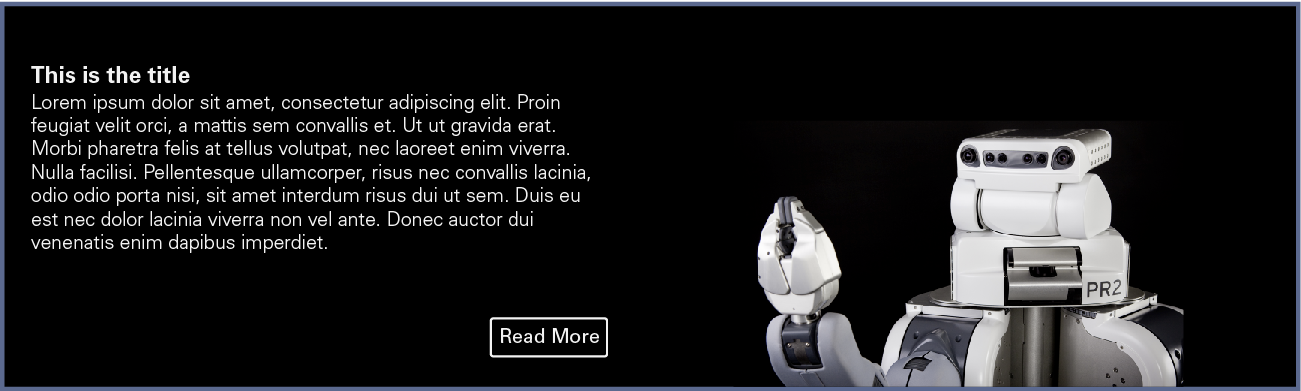 This is the title
Lorem ipsum dolor sit amet, consectetur adipiscing elit. Proin
feugiat velit orci, a mattis sem convallis et. Ut ut gravida erat.
Morbi pharetra felis at tellus volutpat, nec laoreet enim viverra.
Nulla facilisi. Pellentesque ullamcorper, risus nec convallis lacinia,
odio odio porta nisi, sit amet interdum risus dui ut sem. Duis eu
est nec dolor lacinia viverra non vel ante. Donec auctor dui
venenatis enim dapibus imperdiet.
Read More
PR2